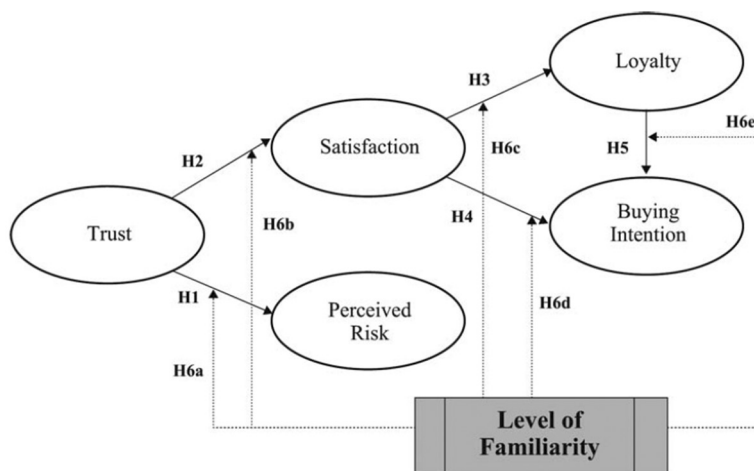 Loyalty
H3
H6e
H2
Satisfaction
H6c
H5
H4
Buying
Intention
Trust
H6b
H1
Perceived
Risk
H6d
H6a
Level of
Familiarity